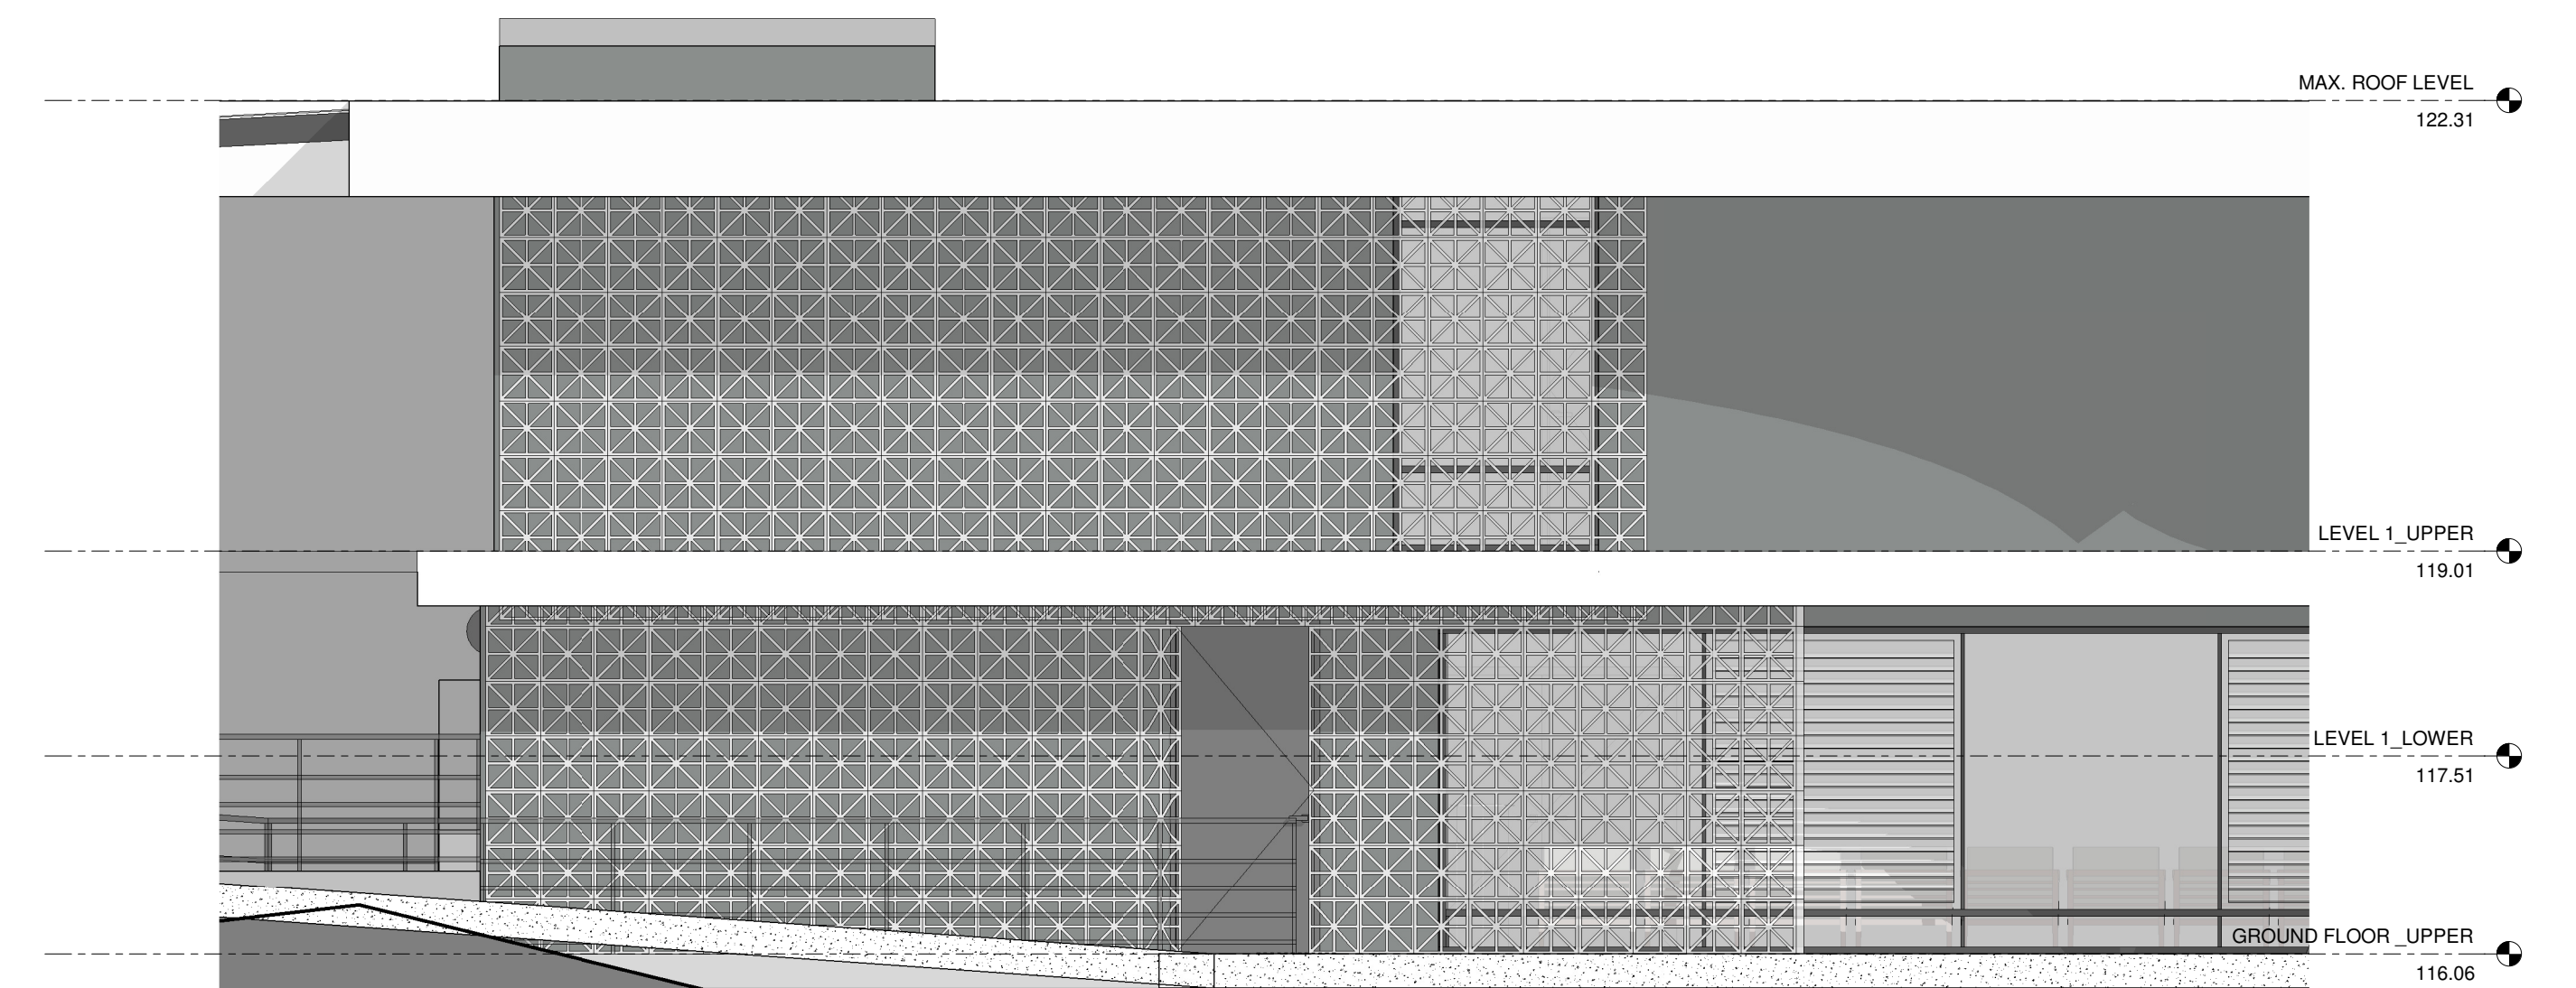 MAX. ROOF LEVEL
122.31
LEVEL 1_UPPER
119.01
LEVEL 1_LOWER
117.51
GROUND FLOOR _UPPER
116.06